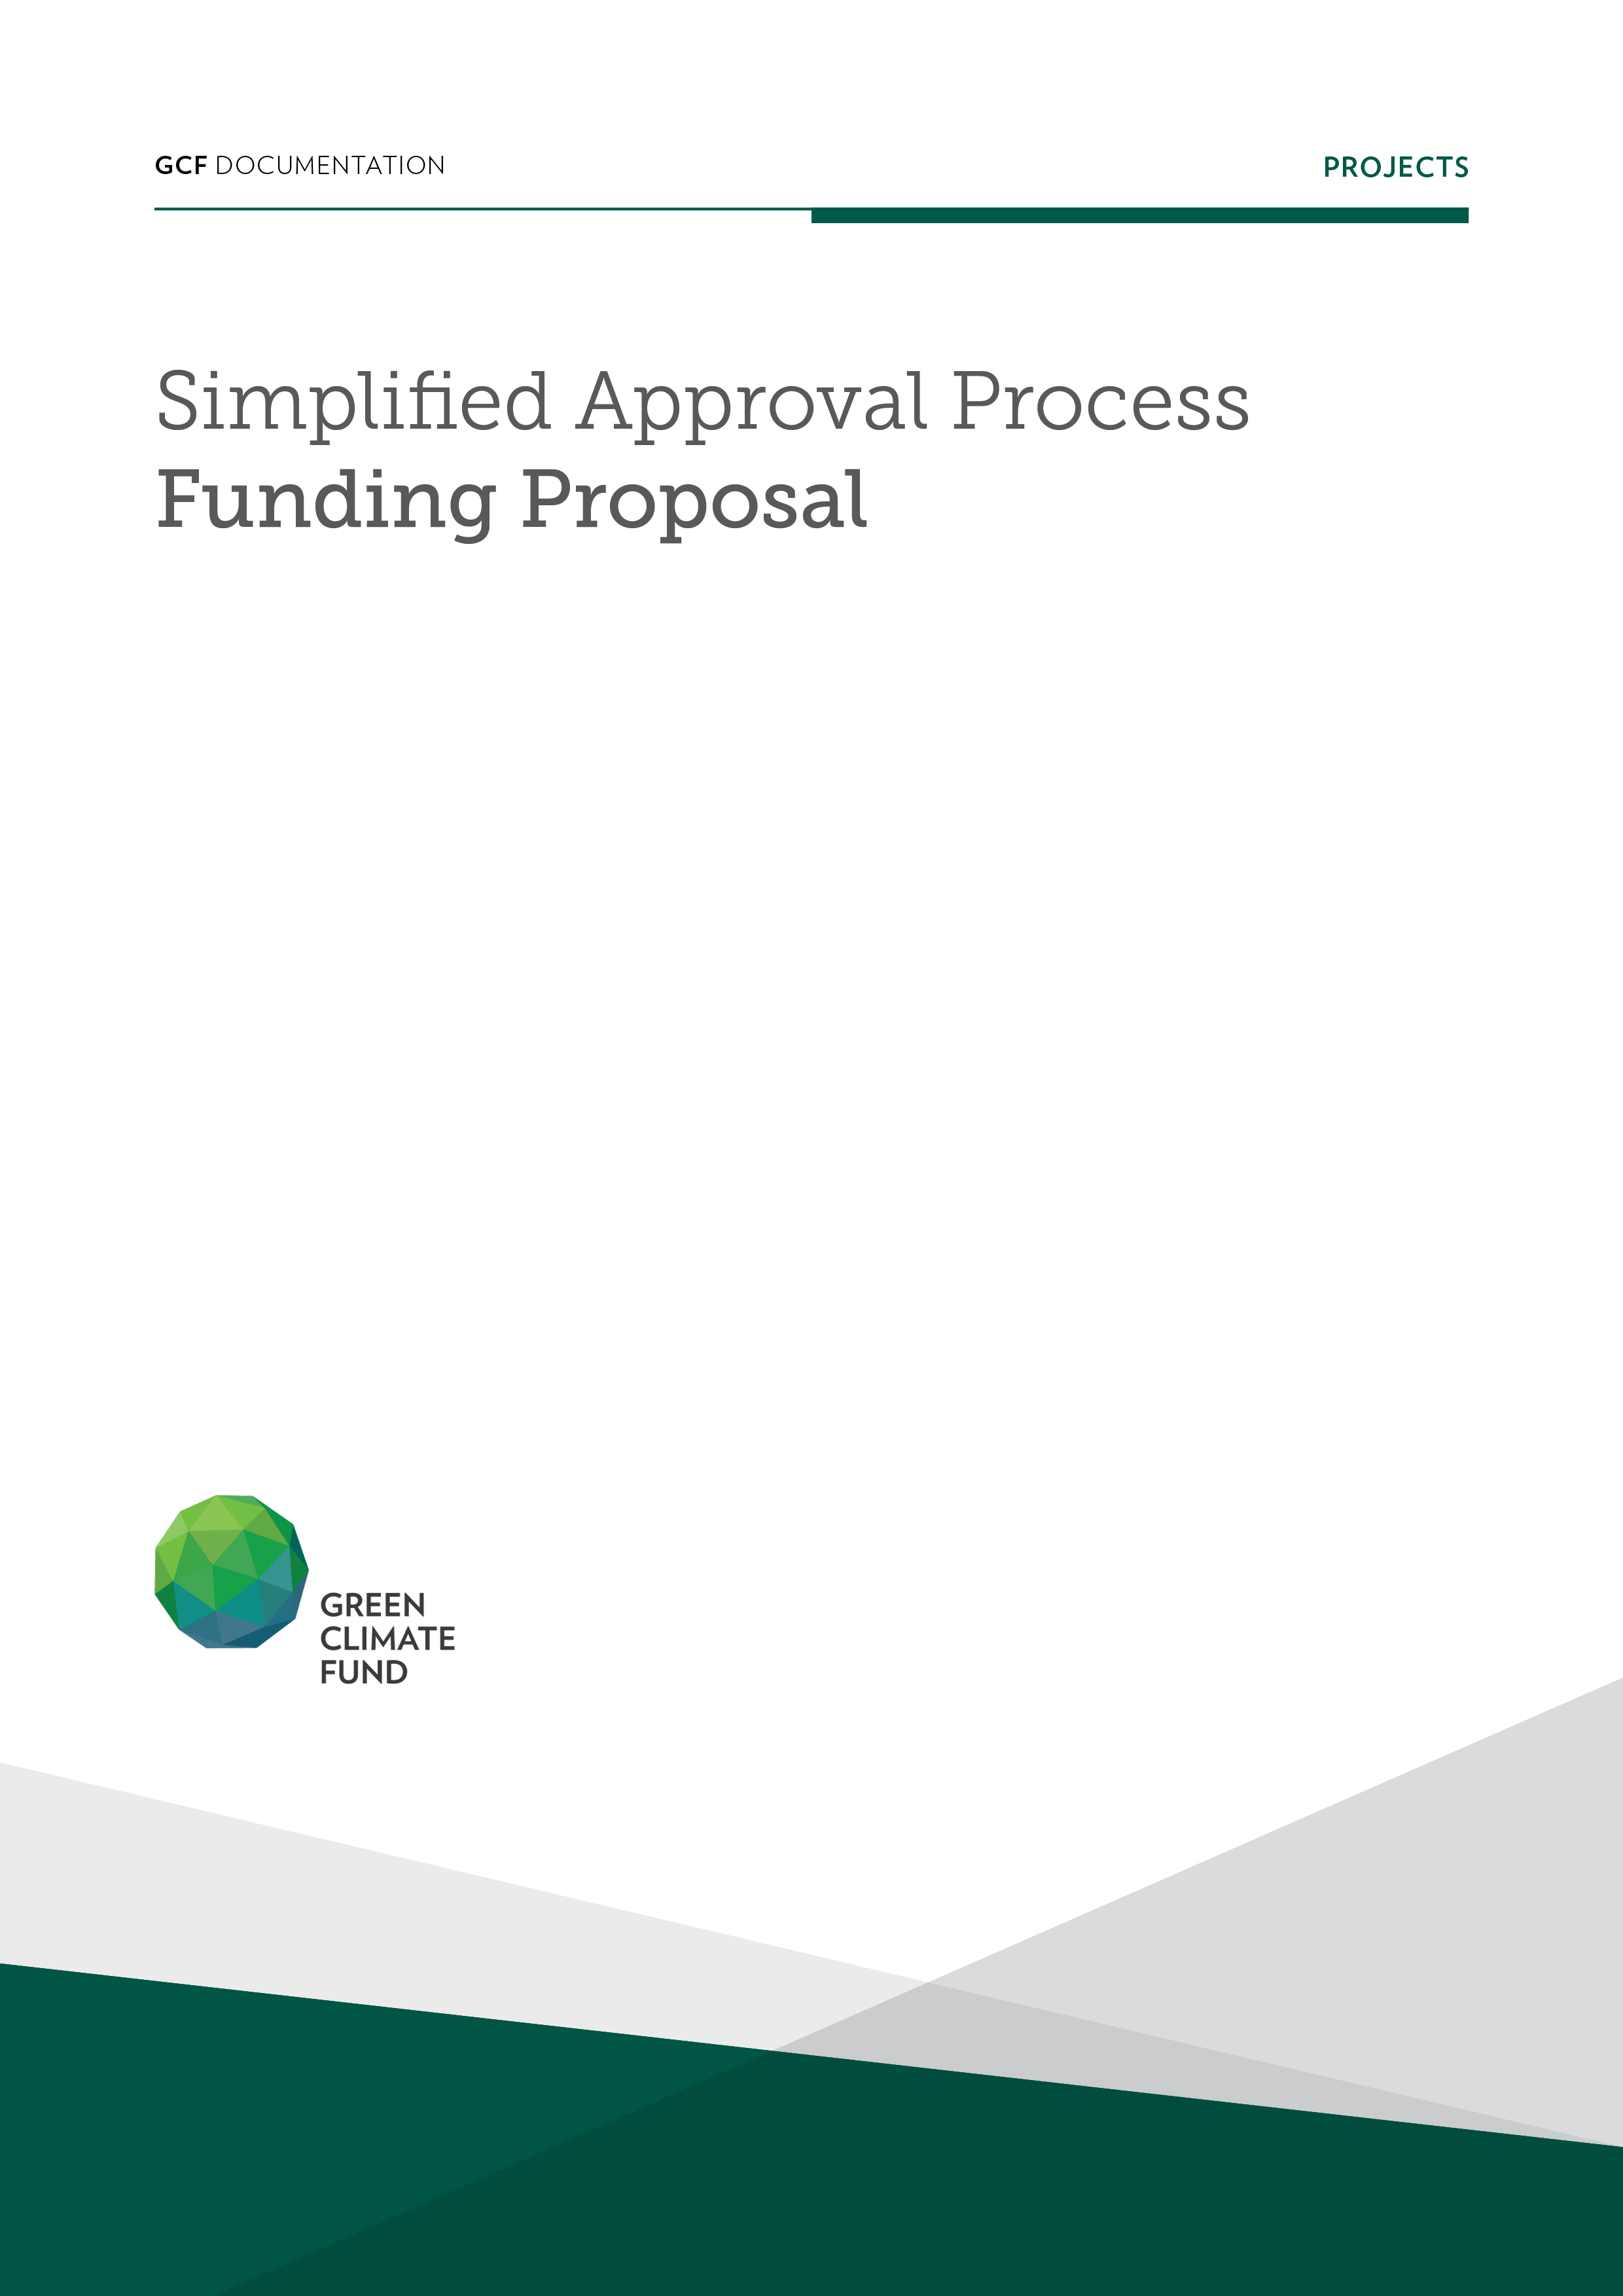 GCF DOCUMENTATION
PROJECTS
Simplified Approval Process
Funding Proposal
GREEN
CLIMATE
FUND